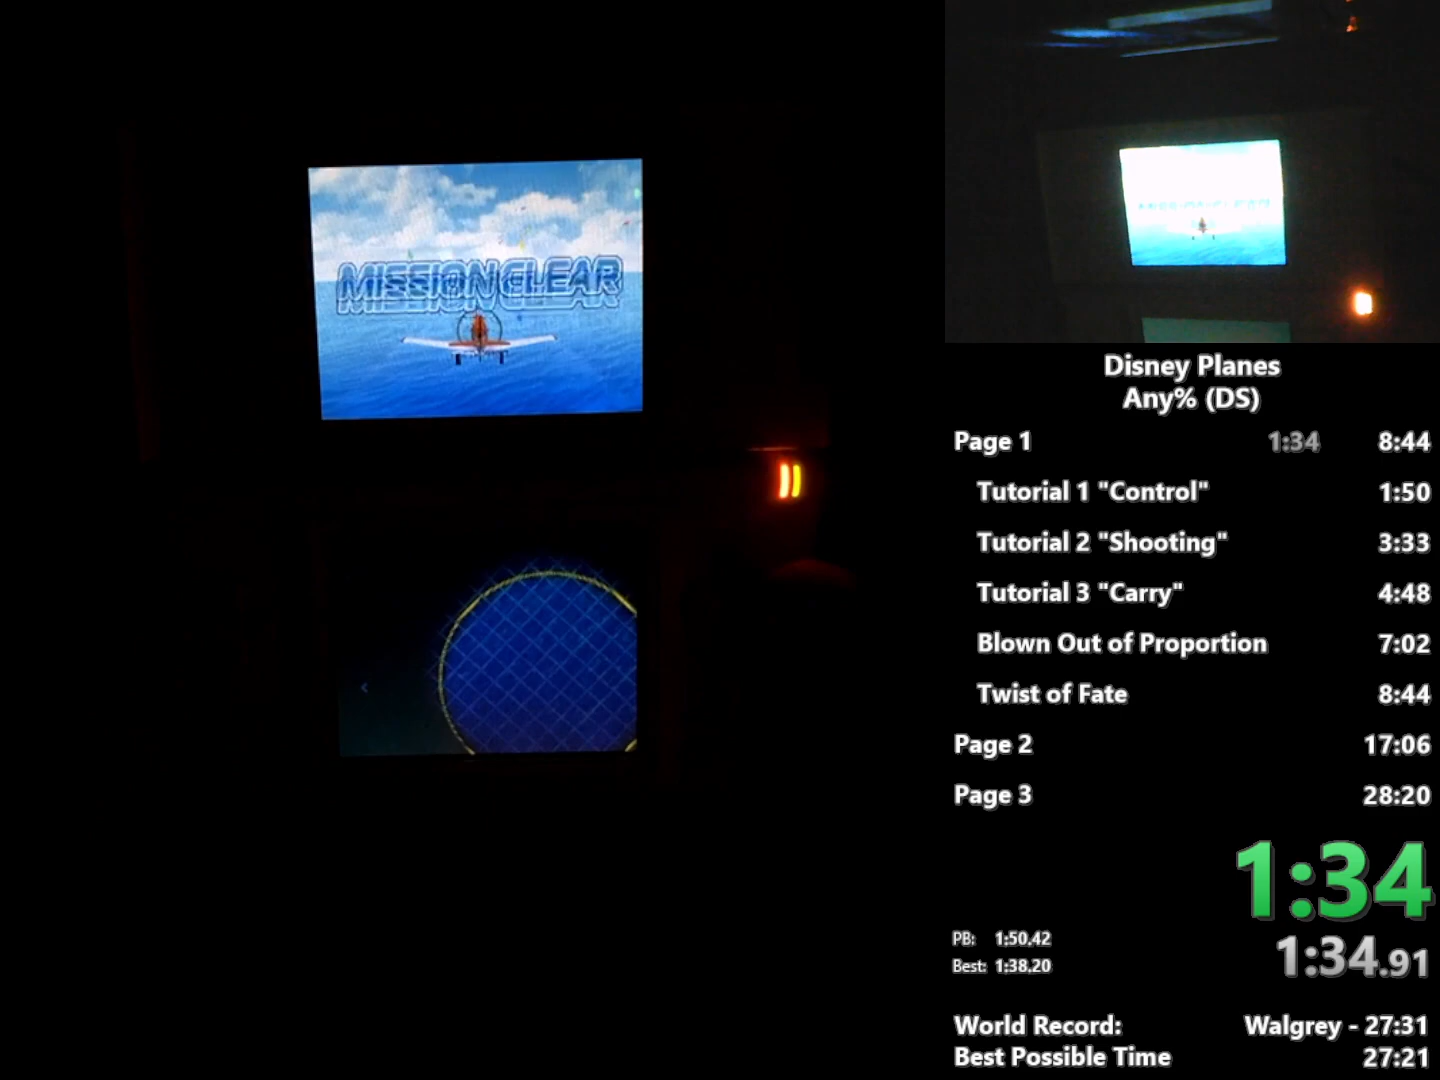 MISSION CLEAR
MISSION CLEAR
Disney Planes
Any% (DS)
Page 1 1:34 8:44
Tutorial 1 "Control" 1:50
Tutorial 2 "Shooting" 3:33
Tutorial 3 "Carry" 4:48
Blown Out of Proportion 7:02
Twist of Fate 8:44
Page 2 17:06
Page 3 28:20
1:34
PB: 1:50.42
Best: 1:38.20
1:34.91
World Record: Walgrey - 27:31
Best Possible Time 27:21